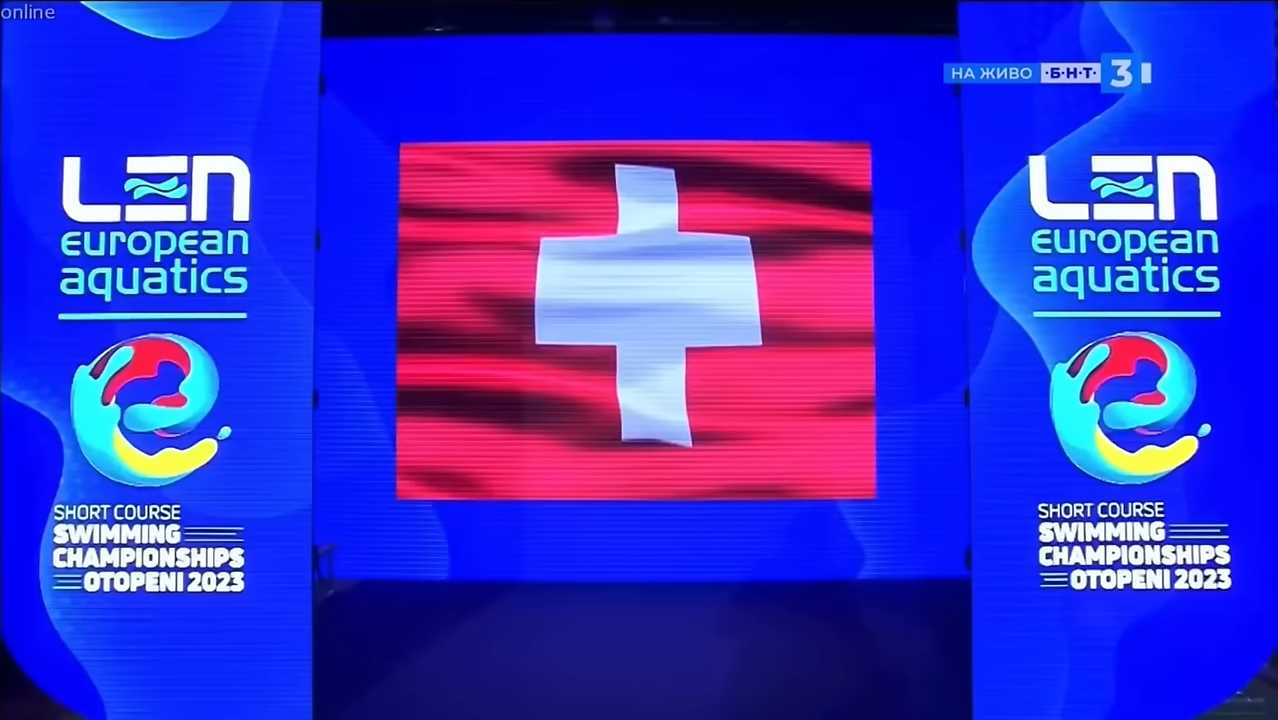 online
НА ЖИВО ·Б·Н·Т· 3
LEN
european
aquatics
SHORT COURSE
SWIMMING
CHAMPIONSHIPS
OTOPENI 2023
LEN
european
aquatics
SHORT COURSE
SWIMMING
CHAMPIONSHIPS
OTOPENI 2023